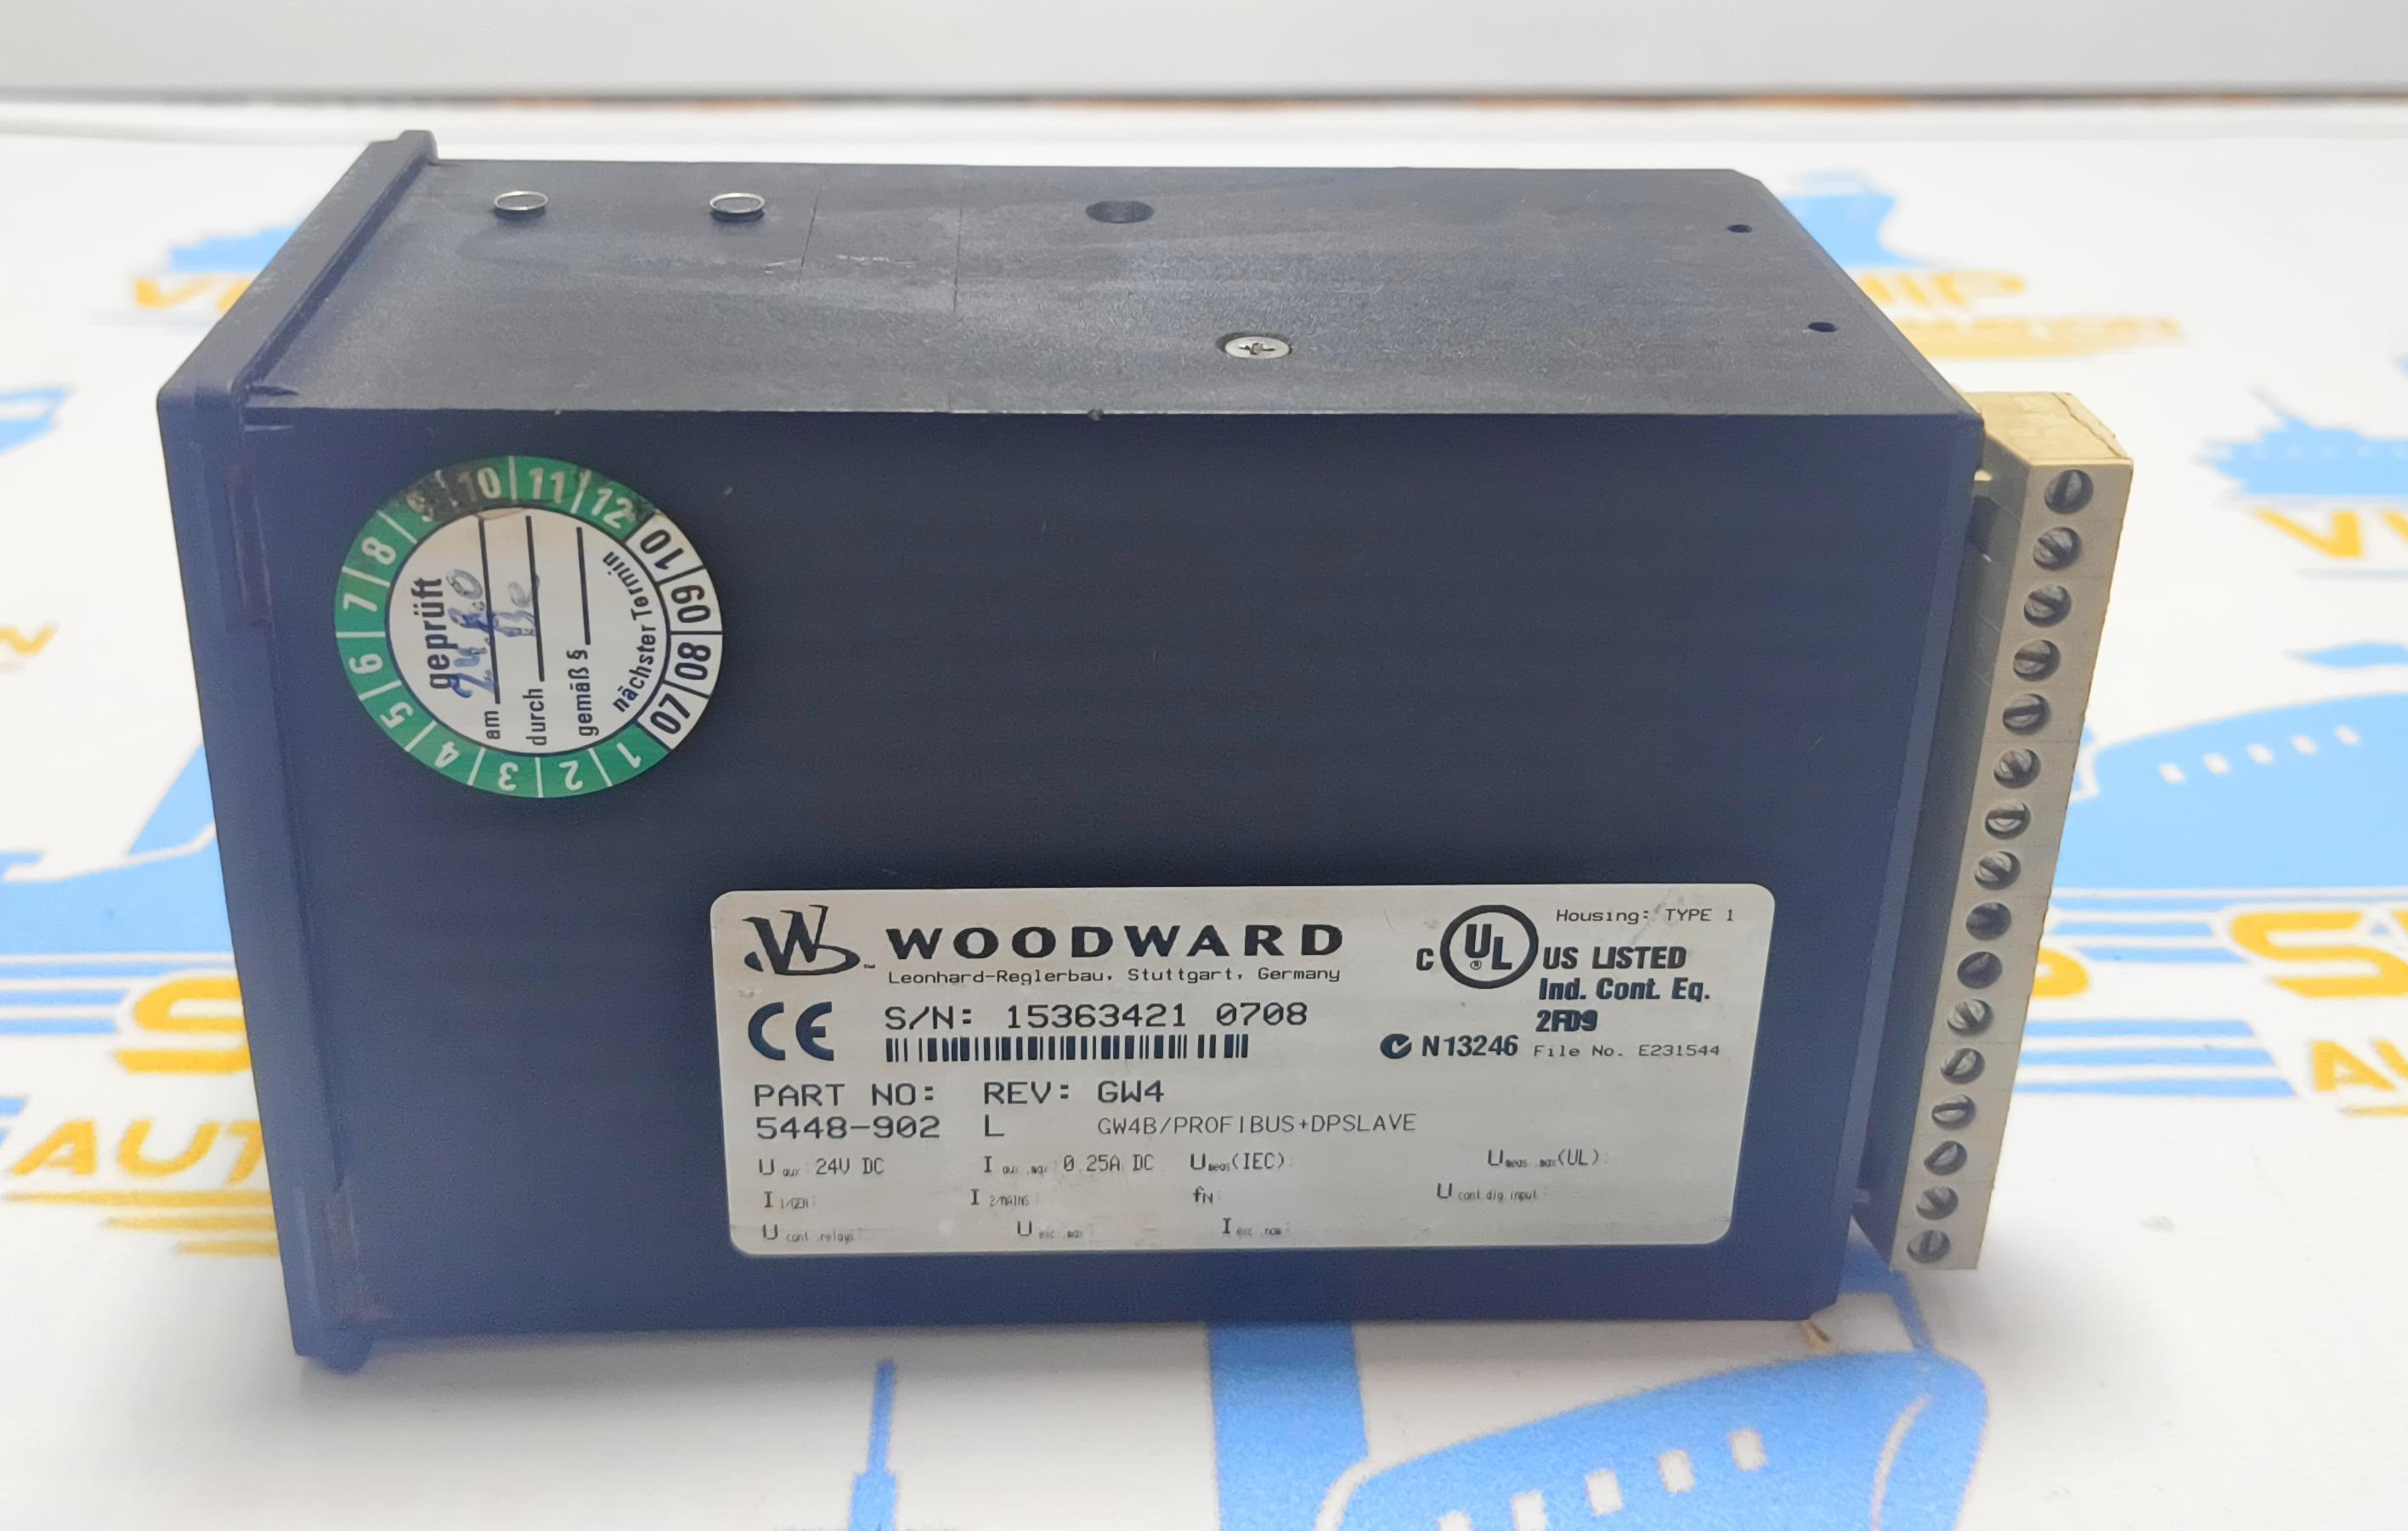 10 11 12
8 7 6 5 4 3 2 1
10 09 08 07
geprüft
am
durch
gemäß §
nächster Termin
WOODWARD
Leonhard-Reglerbau, Stuttgart, Germany
Housing: TYPE 1
C UL ® US LISTED
Ind. Cont. Eq.
2FD9
CE
S/N: 15363421 0708
N13246 File No. E231544
PART NO: REV: GW4
5448-902 L GW4B/PROFIBUS+DPSLAVE
U aux : 24V DC I aux.,max : 0.25A DC Umeas(IEC): Umeas.,max(UL):
I 1/GEN: I 2/MAINS : fN: U cont.dig.input :
U cont.,relays: U exc.,max : I exc.,nom :
AUT